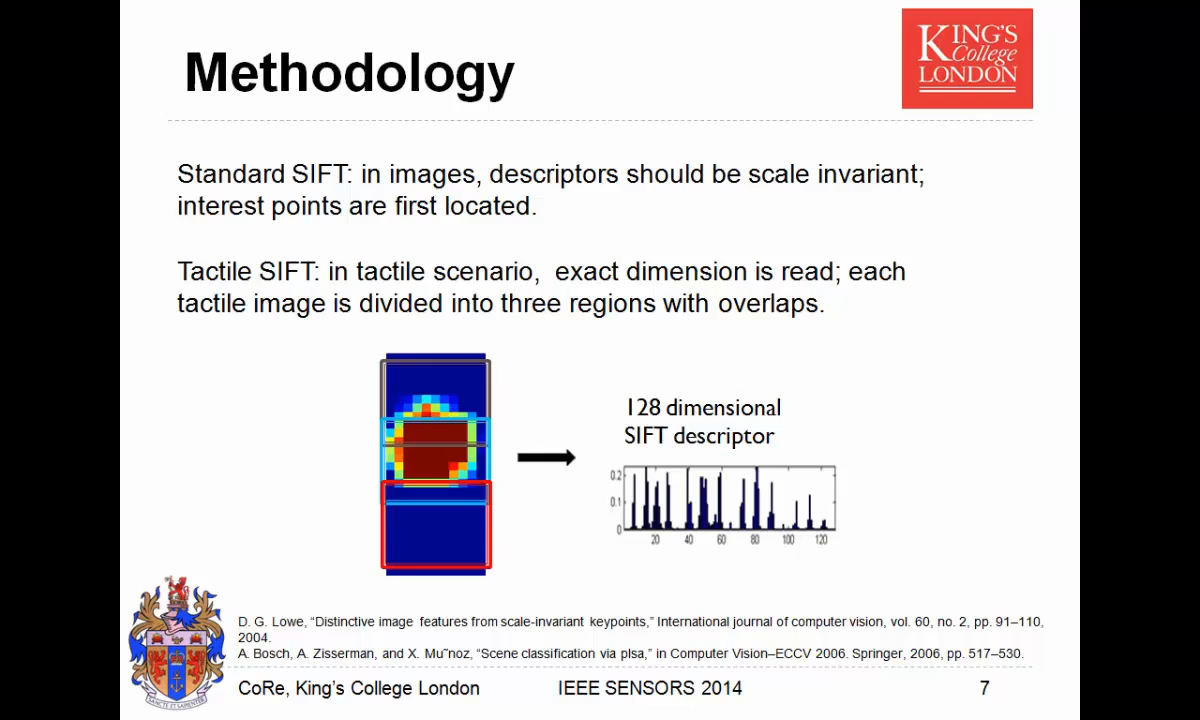 Methodology
KING'S
College
LONDON
Standard SIFT: in images, descriptors should be scale invariant;
interest points are first located.
Tactile SIFT: in tactile scenario,  exact dimension is read; each
tactile image is divided into three regions with overlaps.
128 dimensional
SIFT descriptor
0.2
0.1
0
20 40 60 80 100 120
D. G. Lowe, “Distinctive image  features from scale-invariant keypoints,” International journal of computer vision, vol. 60, no. 2, pp. 91–110,
2004.
A. Bosch, A. Zisserman, and X. Mu˜noz, “Scene classification via plsa,” in Computer Vision–ECCV 2006. Springer, 2006, pp. 517–530.
SANCTE ET SAPIENTER
CoRe, King’s College London
IEEE SENSORS 2014
7